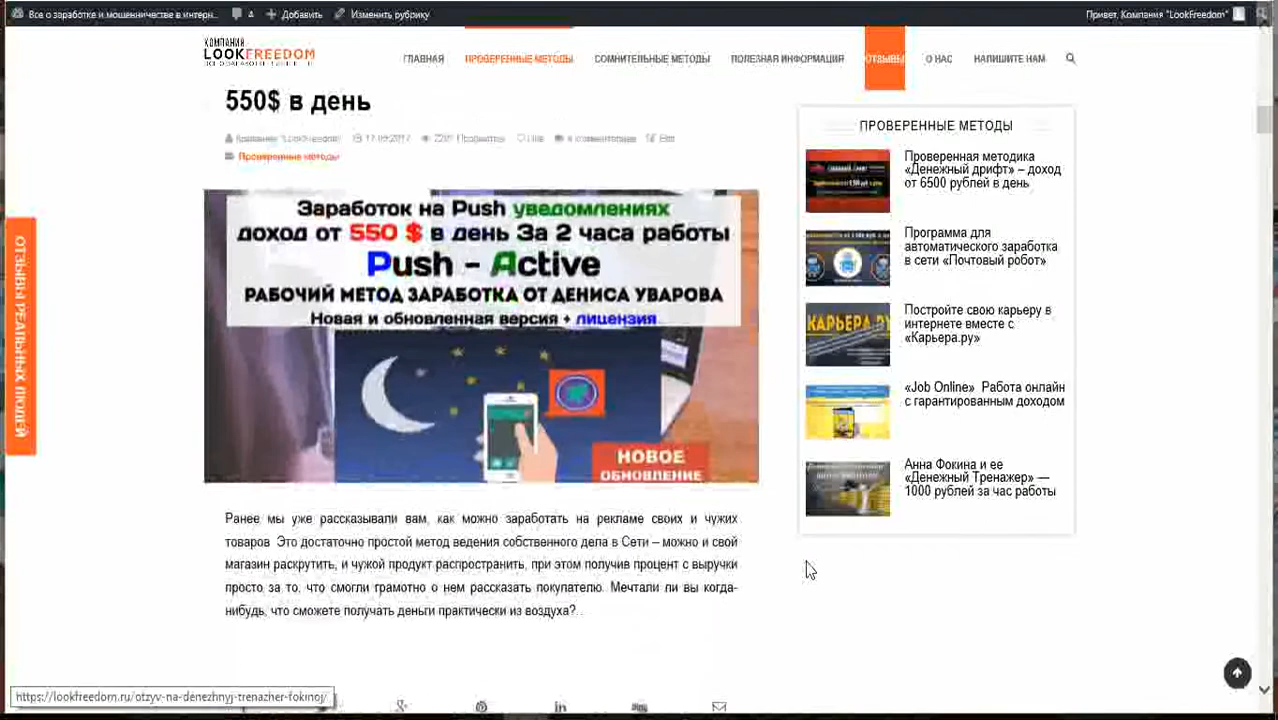 Все о заработке и мошенничестве в интерн...
4
Добавить
Изменить рубрику
Привет, Компания "LookFreedom"
КОМПАНИЯ
LOOKFREEDOM
ГЛАВНАЯ
ПРОВЕРЕННЫЕ МЕТОДЫ
СОМНИТЕЛЬНЫЕ МЕТОДЫ
ПОЛЕЗНАЯ ИНФОРМАЦИЯ
ОТЗЫВЫ
О НАС
НАПИШИТЕ НАМ
550$ в день
Компания "LookFreedom"
Проверенные методы
Заработок на Push уведомлениях
доход от 550 $ в день За 2 часа работы
Push - Active
РАБОЧИЙ МЕТОД ЗАРАБОТКА ОТ ДЕНИСА УВАРОВА
Новая и обновленная версия + лицензия
НОВОЕ
ОБНОВЛЕНИЕ
Ранее мы уже рассказывали вам, как можно заработать на рекламе своих и чужих
товаров. Это достаточно простой метод ведения собственного дела в Сети – можно и свой
магазин раскрутить, и чужой продукт распространить, при этом получив процент с выручки
просто за то, что смогли грамотно о нем рассказать покупателю. Мечтали ли вы когда-
нибудь, что сможете получать деньги практически из воздуха?..
ПРОВЕРЕННЫЕ МЕТОДЫ
Проверенная методика
«Денежный дрифт» – доход
от 6500 рублей в день
Программа для
автоматического заработка
в сети «Почтовый робот»
Постройте свою карьеру в
интернете вместе с
«Карьера.ру»
КАРЬЕРА.РУ
«Job Online» Работа онлайн
с гарантированным доходом
Анна Фокина и ее
«Денежный Тренажер» —
1000 рублей за час работы
ОТЗЫВЫ РЕАЛЬНЫХ ЛЮДЕЙ
https://lookfreedom.ru/otzyv-na-denezhnyj-trenazher-fokinoj/